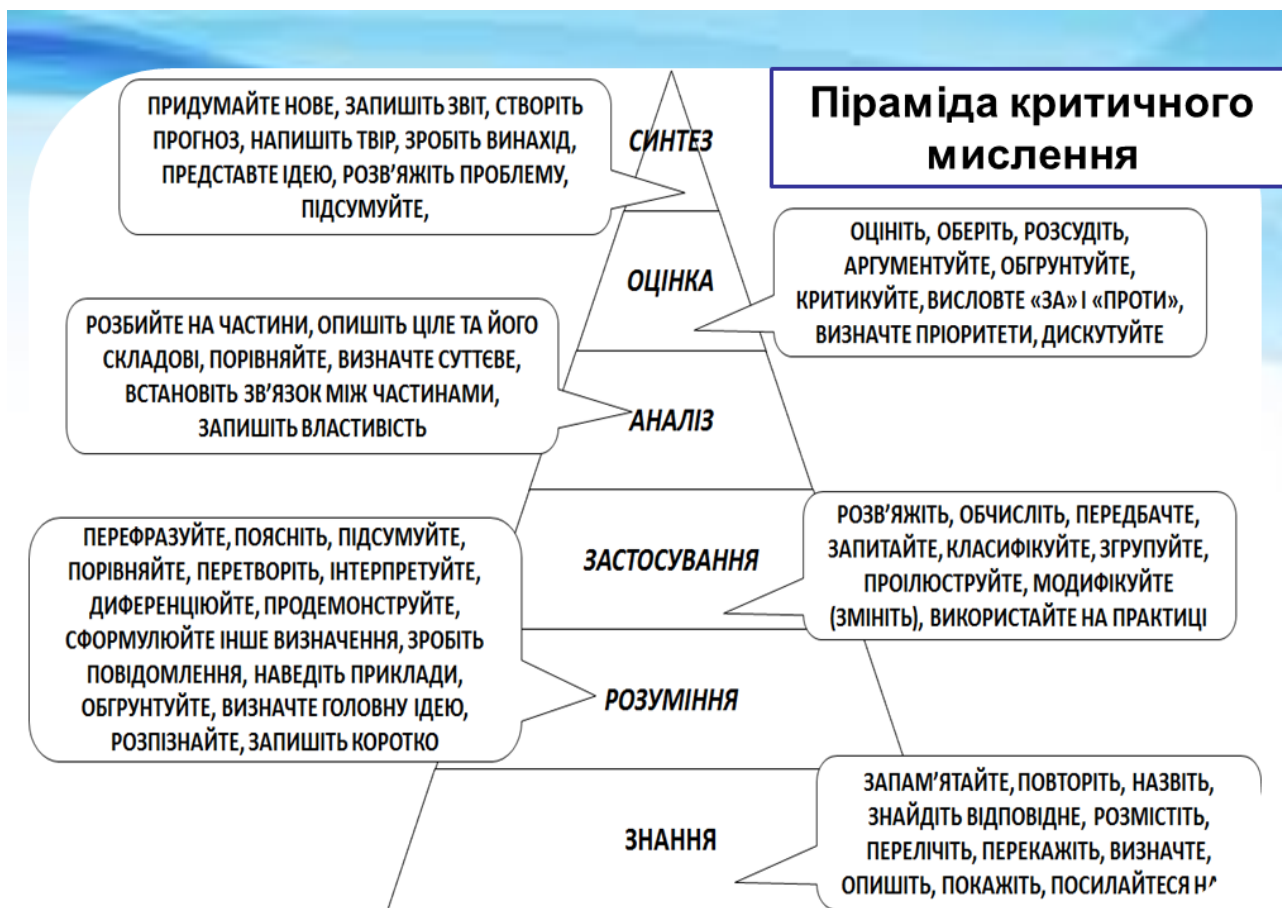 Піраміда критичного
мислення
ПРИДУМАЙТЕ НОВЕ, ЗАПИШІТЬ ЗВІТ, СТВОРІТЬ
ПРОГНОЗ, НАПИШІТЬ ТВІР, ЗРОБІТЬ ВИНАХІД,
ПРЕДСТАВТЕ ІДЕЮ, РОЗВ’ЯЖІТЬ ПРОБЛЕМУ,
ПІДСУМУЙТЕ,
СИНТЕЗ
ОЦІНІТЬ, ОБЕРІТЬ, РОЗСУДІТЬ,
АРГУМЕНТУЙТЕ, ОБГРУНТУЙТЕ,
КРИТИКУЙТЕ, ВИСЛОВТЕ «ЗА» І «ПРОТИ»,
ВИЗНАЧТЕ ПРІОРИТЕТИ, ДИСКУТУЙТЕ
ОЦІНКА
РОЗБИЙТЕ НА ЧАСТИНИ, ОПИШІТЬ ЦІЛЕ ТА ЙОГО
СКЛАДОВІ, ПОРІВНЯЙТЕ, ВИЗНАЧТЕ СУТТЄВЕ,
ВСТАНОВІТЬ ЗВ’ЯЗОК МІЖ ЧАСТИНАМИ,
ЗАПИШІТЬ ВЛАСТИВІСТЬ
АНАЛІЗ
РОЗВ’ЯЖІТЬ, ОБЧИСЛІТЬ, ПЕРЕДБАЧТЕ,
ЗАПИТАЙТЕ, КЛАСИФІКУЙТЕ, ЗГРУПУЙТЕ,
ПРОІЛЮСТРУЙТЕ, МОДИФІКУЙТЕ
(ЗМІНІТЬ), ВИКОРИСТАЙТЕ НА ПРАКТИЦІ
ЗАСТОСУВАННЯ
ПЕРЕФРАЗУЙТЕ, ПОЯСНІТЬ, ПІДСУМУЙТЕ,
ПОРІВНЯЙТЕ, ПЕРЕТВОРІТЬ, ІНТЕРПРЕТУЙТЕ,
ДИФЕРЕНЦІЮЙТЕ, ПРОДЕМОНСТРУЙТЕ,
СФОРМУЛЮЙТЕ ІНШЕ ВИЗНАЧЕННЯ, ЗРОБІТЬ
ПОВІДОМЛЕННЯ, НАВЕДІТЬ ПРИКЛАДИ,
ОБГРУНТУЙТЕ, ВИЗНАЧТЕ ГОЛОВНУ ІДЕЮ,
РОЗПІЗНАЙТЕ, ЗАПИШІТЬ КОРОТКО
РОЗУМІННЯ
ЗАПАМ’ЯТАЙТЕ, ПОВТОРІТЬ, НАЗВІТЬ,
ЗНАЙДІТЬ ВІДПОВІДНЕ, РОЗМІСТІТЬ,
ПЕРЕЛІЧІТЬ, ПЕРЕКАЖІТЬ, ВИЗНАЧТЕ,
ОПИШІТЬ, ПОКАЖІТЬ, ПОСИЛАЙТЕСЯ
ЗНАННЯ